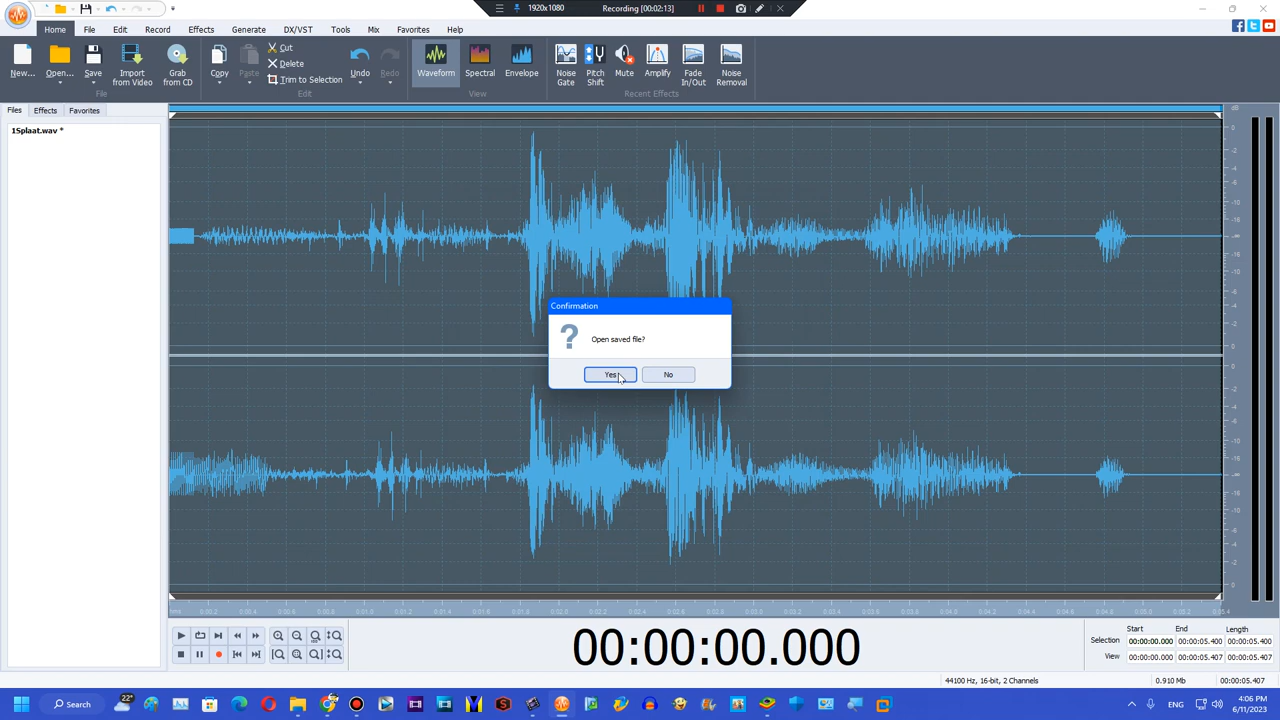 1920x1080 Recording [00:02:13]
Home File Edit Record Effects Generate DX/VST Tools Mix Favorites Help
New... Open... Save Import from Video Grab from CD Copy Paste Cut Undo Redo Waveform Spectral Envelope Noise Gate Pitch Shift Mute Amplify Fade In/Out Noise Removal
Delete
Trim to Selection
File Edit View Recent Effects
Files Effects Favorites
1Splaat.wav *
Confirmation
Open saved file?
Yes No
00:00:00.000
Start End Length
Selection 00:00:00.000 00:00:05.400 00:00:05.400
View 00:00:00.000 00:00:05.407 00:00:05.407
44100 Hz, 16-bit, 2 Channels 0.910 Mb 00:00:05.407
22° Search ENG 4:06 PM
6/11/2023